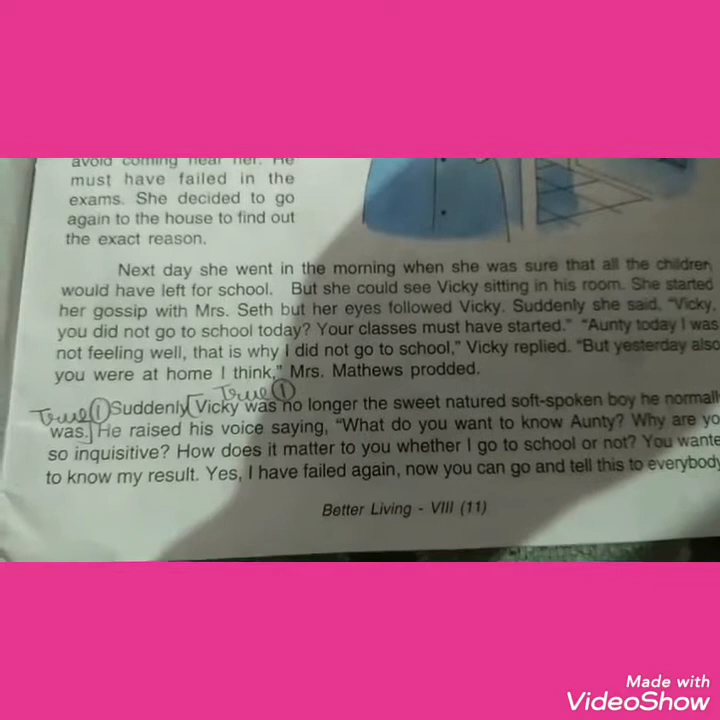 avoid coming near her. He
must have failed in the
exams. She decided to go
again to the house to find out
the exact reason.
Next day she went in the morning when she was sure that all the children
would have left for school. But she could see Vicky sitting in his room. She started
her gossip with Mrs. Seth but her eyes followed Vicky. Suddenly she said, "Vicky,
you did not go to school today? Your classes must have started." "Aunty today I was
not feeling well, that is why I did not go to school," Vicky replied. "But yesterday also
you were at home I think," Mrs. Mathews prodded.
True ①
True ① Suddenly [Vicky was no longer the sweet natured soft-spoken boy he normall
was.] He raised his voice saying, "What do you want to know Aunty? Why are yo
so inquisitive? How does it matter to you whether I go to school or not? You wante
to know my result. Yes, I have failed again, now you can go and tell this to everybody
Better Living - VIII (11)
Made with
VideoShow